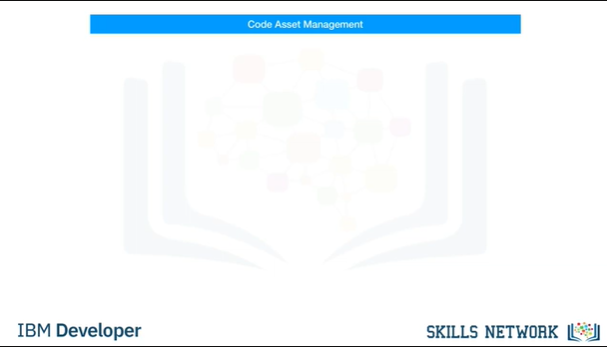 Code Asset Management
IBM Developer
SKILLS NETWORK